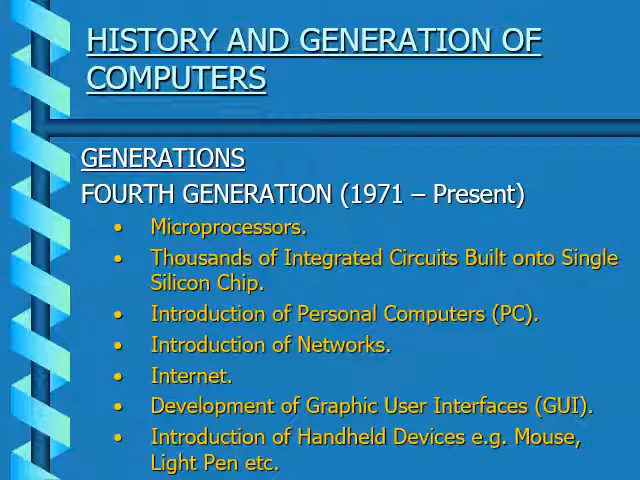 HISTORY AND GENERATION OF
COMPUTERS
GENERATIONS
FOURTH GENERATION (1971 – Present)
• Microprocessors.
• Thousands of Integrated Circuits Built onto Single
Silicon Chip.
• Introduction of Personal Computers (PC).
• Introduction of Networks.
• Internet.
• Development of Graphic User Interfaces (GUI).
• Introduction of Handheld Devices e.g. Mouse,
Light Pen etc.